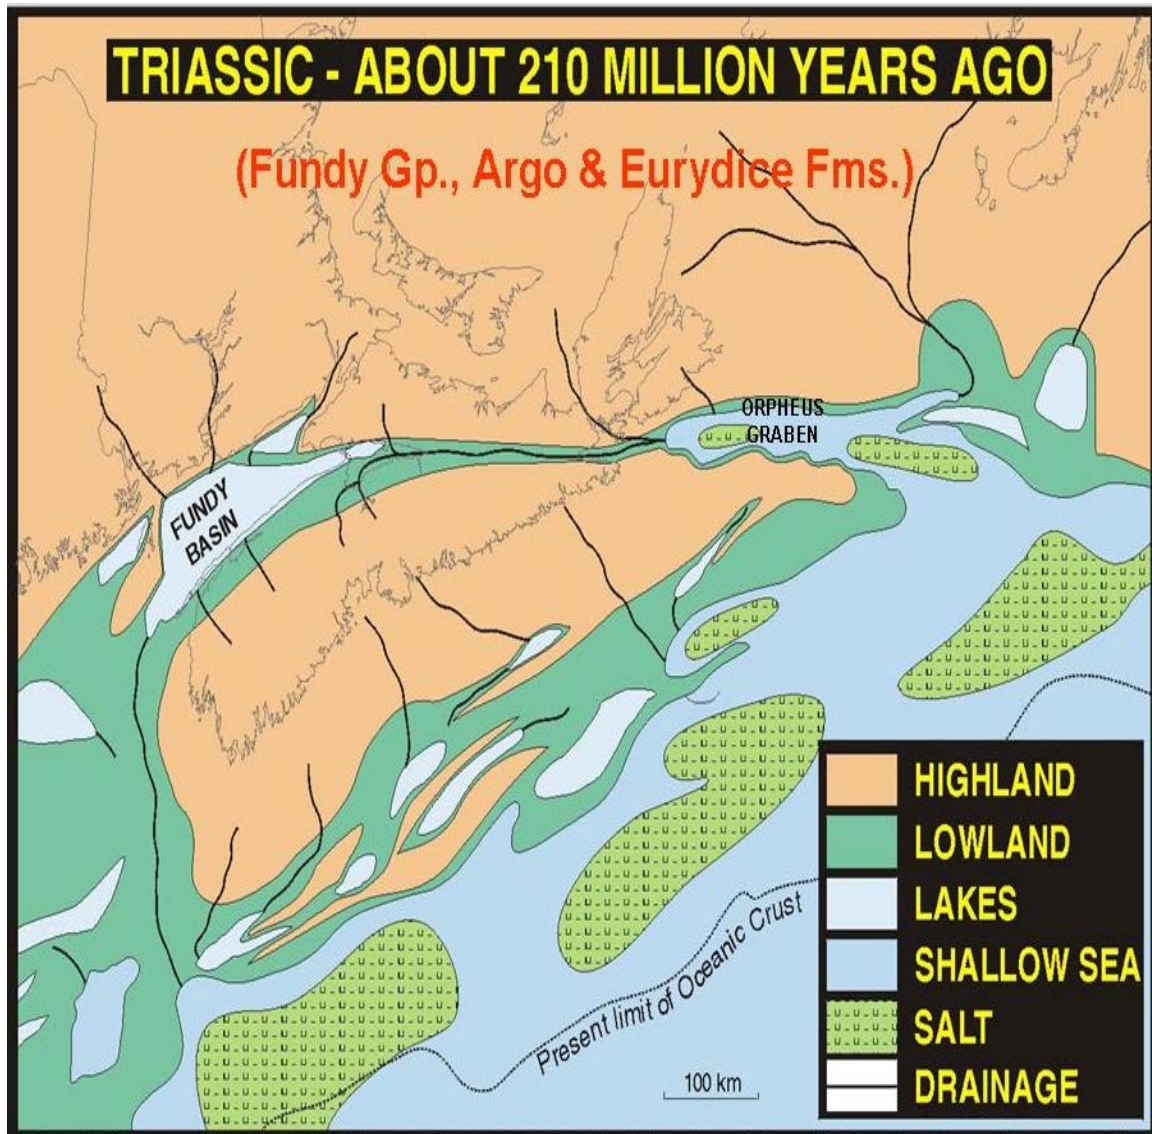 TRIASSIC - ABOUT 210 MILLION YEARS AGO
(Fundy Gp., Argo & Eurydice Fms.)
ORPHEUS
GRABEN
FUNDY
BASIN
HIGHLAND
LOWLAND
LAKES
SHALLOW SEA
SALT
DRAINAGE
Present limit of Oceanic Crust
100 km